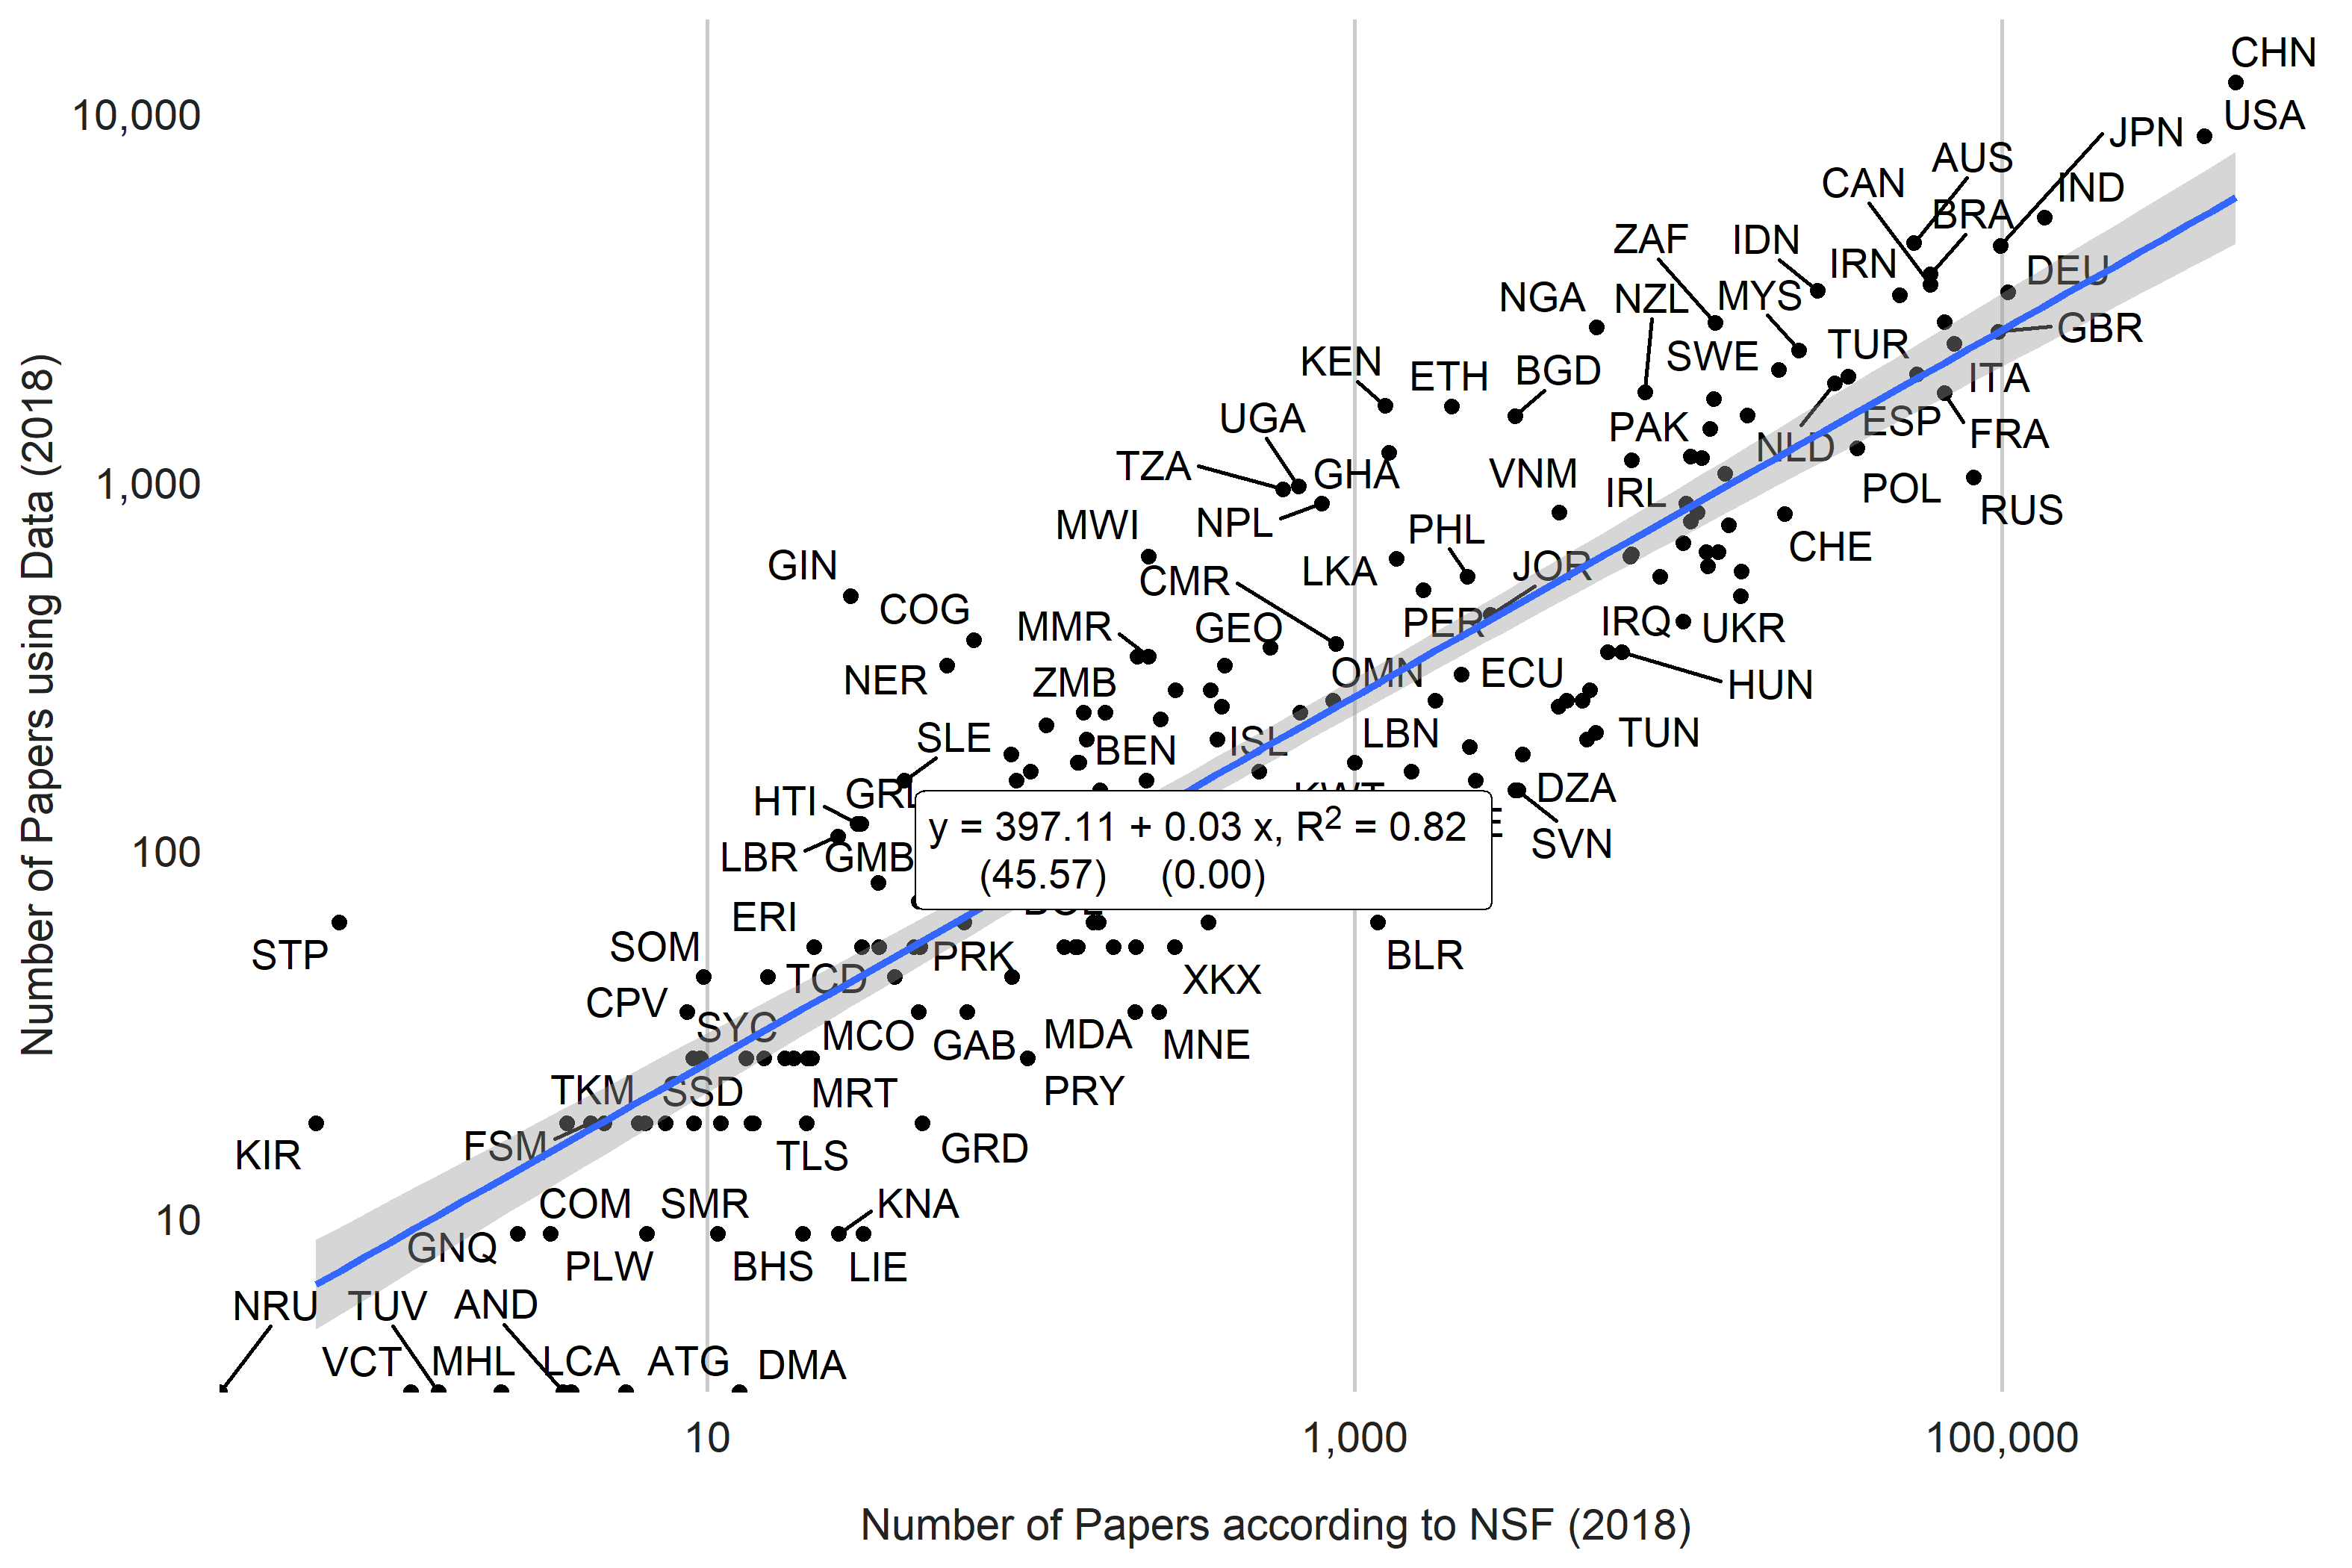 CHN
10,000
USA
JPN
AUS
CAN
IND
BRA
ZAF
IDN
IRN
DEU
NGA
NZL
MYS
GBR
TUR
SWE
KEN
ETH
BGD
ITA
UGA
PAK
ESP
FRA
NLD
TZA
GHA
VNM
1,000
IRL
POL
RUS
MWI
NPL
PHL
CHE
GIN
CMR
LKA
JOR
COG
MMR
GEO
PER
IRQ
UKR
NER
ZMB
OMN
ECU
HUN
SLE
BEN
ISL
LBN
TUN
HTI
GRL
KWT
DZA
y = 397.11 + 0.03 x, R2 = 0.82
(45.57) (0.00)
SVN
100
LBR
GMB
ERI
STP
SOM
PRK
BLR
TCD
XKX
CPV
SYC
MCO
GAB
MDA
MNE
TKM
SSD
MRT
PRY
KIR
FSM
TLS
GRD
10
COM
SMR
KNA
GNQ
PLW
BHS
LIE
NRU
TUV
AND
VCT
MHL
LCA
ATG
DMA
10
1,000
100,000
Number of Papers according to NSF (2018)
Number of Papers using Data (2018)